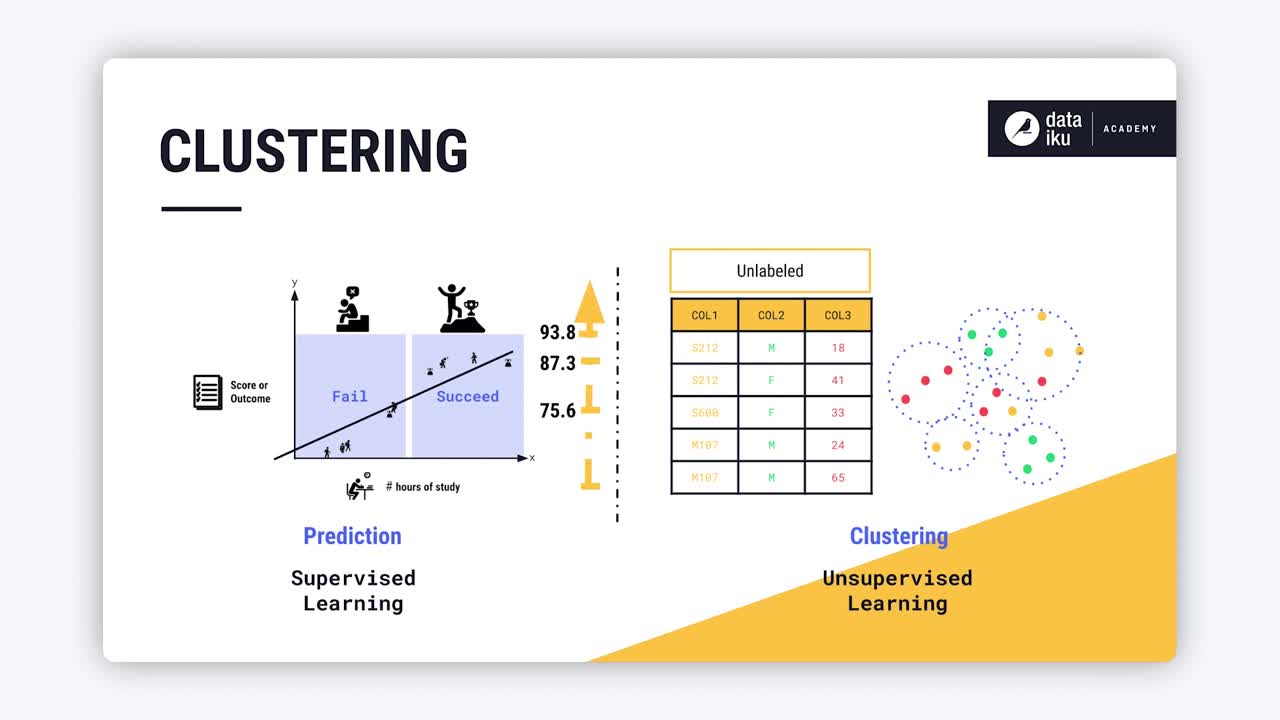 CLUSTERING
data
iku
ACADEMY
y
Score or
Outcome
Fail
Succeed
x
# hours of study
93.8
87.3
75.6
Prediction
Supervised
Learning
Unlabeled
COL1 COL2 COL3
S212 M 18
S212 F 41
S600 F 33
M107 M 24
M107 M 65
Clustering
Unsupervised
Learning